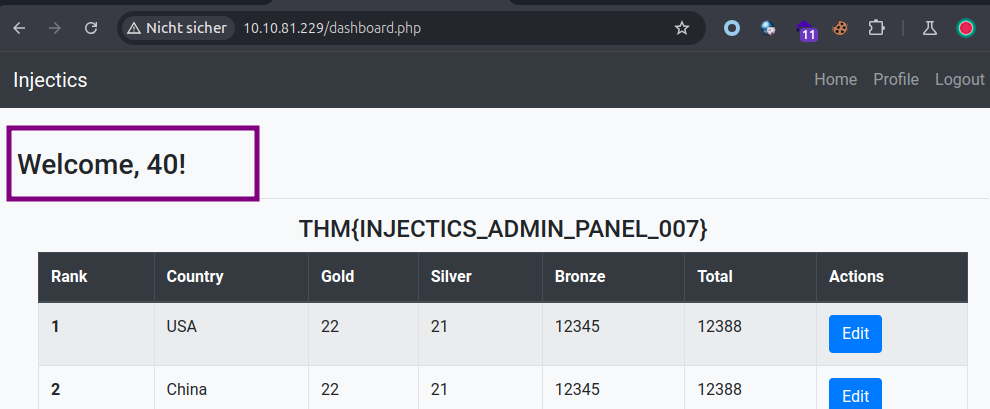 Nicht sicher 10.10.81.229/dashboard.php 11
Injectics Home Profile Logout
Welcome, 40!
THM{INJECTICS_ADMIN_PANEL_007}
Rank Country Gold Silver Bronze Total Actions
1 USA 22 21 12345 12388 Edit
2 China 22 21 12345 12388 Edit